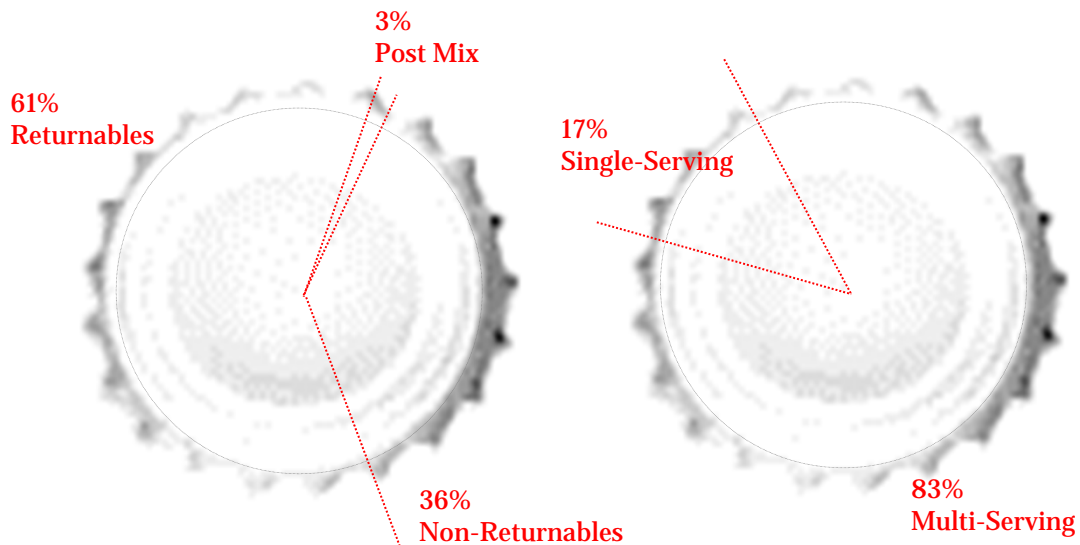 3%
Post Mix
61%
Returnables
36%
Non-Returnables
17%
Single-Serving
83%
Multi-Serving